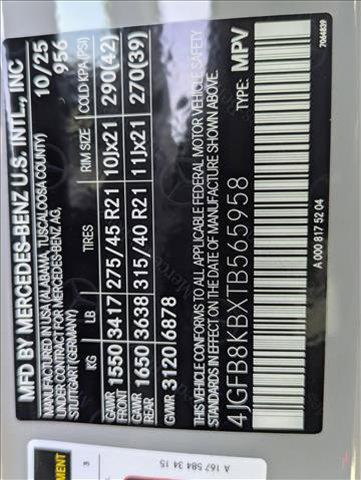 MFD BY MERCEDES-BENZ U.S. INTL., INC
MANUFACTURED IN USA (ALABAMA, TUSCALOOSA COUNTY) 10/25
UNDER CONTRACT FROM MERCEDES-BENZ AG, 956
STUTTGART (GERMANY)
KG LB TIRES RIM SIZE COLD KPA (PSI)
GAWR FRONT 1550 3417 275/45 R21 10Jx21 290(42)
GAWR REAR 1650 3638 315/40 R21 11Jx21 270(39)
GVWR 3120 6878
THIS VEHICLE CONFORMS TO ALL APPLICABLE FEDERAL MOTOR VEHICLE SAFETY
STANDARDS IN EFFECT ON THE DATE OF MANUFACTURE SHOWN ABOVE.
4JGFB8KBXTB565958 TYPE: MPV
A 000 817 52 04
7064839
A 167 584 34 15
3